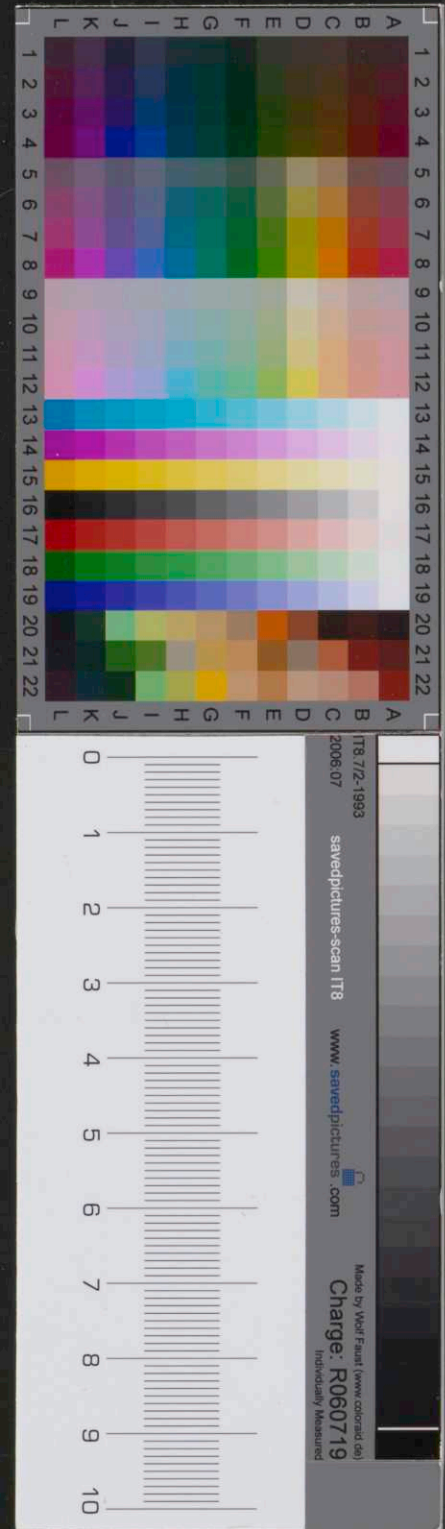 1 2 3 4 5 6 7 8 9 10 11 12 13 14 15 16 17 18 19 20 21 22
A A
B B
C C
D D
E E
F F
G G
H H
I I
J J
K K
L L
1 2 3 4 5 6 7 8 9 10 11 12 13 14 15 16 17 18 19 20 21 22
IT8.7/2-1993
2006:07
savedpictures-scan IT8
www.savedpictures.com
Made by Wolf Faust (www.coloraid.de)
Charge: R060719
Individually Measured
0 1 2 3 4 5 6 7 8 9 10